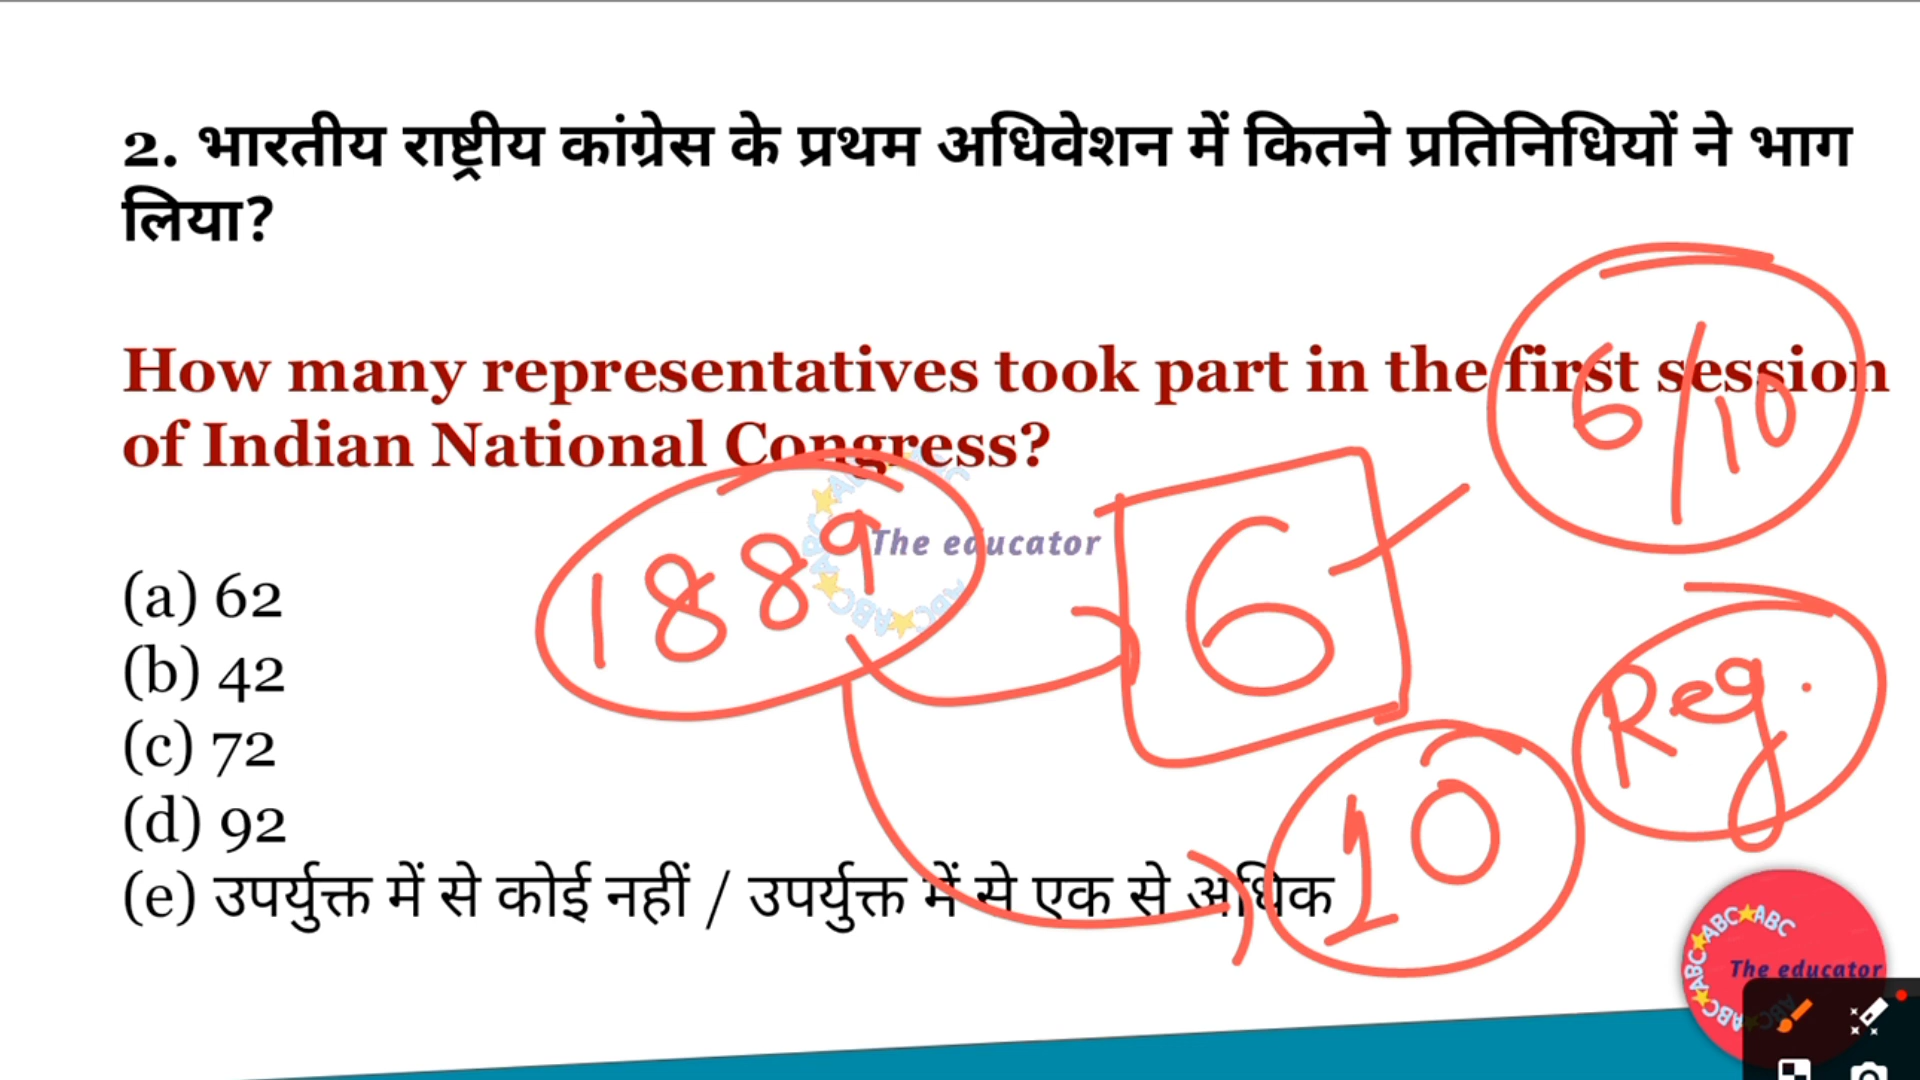 2. भारतीय राष्ट्रीय कांग्रेस के प्रथम अधिवेशन में कितने प्रतिनिधियों ने भाग
लिया?
How many representatives took part in the first session
of Indian National Congress?
6/10
1889
The educator
6
(a) 62
(b) 42
(c) 72
Reg.
(d) 92
10
(e) उपर्युक्त में से कोई नहीं / उपर्युक्त में से एक से अधिक
ABC★ABC
The educator